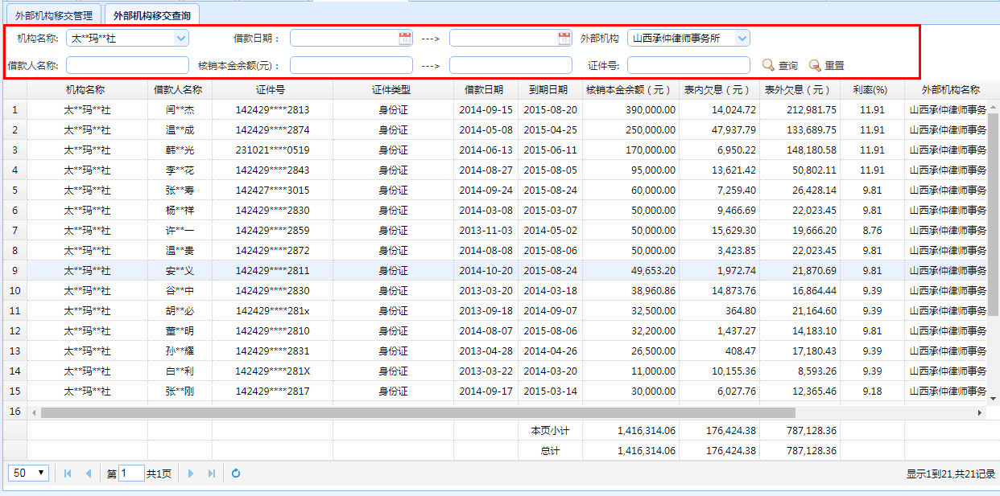 外部机构移交管理 外部机构移交查询
机构名称: 太**玛**社 借款日期： ---> 外部机构 山西承仲律师事务所
借款人名称: 核销本金余额(元)： ---> 证件号: 查询 重置
机构名称 借款人名称 证件号 证件类型 借款日期 到期日期 核销本金余额（元） 表内欠息（元） 表外欠息（元） 利率(%) 外部机构名称
1 太**玛**社 闫**杰 142429****2813 身份证 2014-09-15 2015-08-20 390,000.00 14,024.72 212,981.75 11.91 山西承仲律师事务
2 太**玛**社 温**成 142429****2874 身份证 2014-05-08 2015-04-25 250,000.00 47,937.79 133,689.75 11.91 山西承仲律师事务
3 太**玛**社 韩**光 231021****0519 身份证 2014-06-13 2015-06-11 170,000.00 6,950.22 148,180.58 11.91 山西承仲律师事务
4 太**玛**社 李**花 142429****2843 身份证 2014-08-27 2015-08-05 95,000.00 13,621.42 50,802.11 11.91 山西承仲律师事务
5 太**玛**社 张**寿 142427****3015 身份证 2014-09-24 2015-08-24 60,000.00 7,259.40 26,428.14 9.81 山西承仲律师事务
6 太**玛**社 杨**祥 142429****2830 身份证 2014-03-08 2015-03-07 50,000.00 9,466.69 22,023.45 9.81 山西承仲律师事务
7 太**玛**社 许**一 142429****2859 身份证 2013-11-03 2014-05-02 50,000.00 15,629.30 19,666.20 8.76 山西承仲律师事务
8 太**玛**社 温**贵 142429****2872 身份证 2014-08-08 2015-08-06 50,000.00 3,423.85 22,023.45 9.81 山西承仲律师事务
9 太**玛**社 安**义 142429****2811 身份证 2014-10-20 2015-08-24 49,653.20 1,972.74 21,870.69 9.81 山西承仲律师事务
10 太**玛**社 谷**中 142429****2830 身份证 2013-03-20 2014-03-18 38,960.86 14,873.76 16,864.44 9.39 山西承仲律师事务
11 太**玛**社 胡**必 142429****281x 身份证 2013-09-18 2014-09-07 32,500.00 364.80 21,164.60 9.39 山西承仲律师事务
12 太**玛**社 董**明 142429****2810 身份证 2014-08-07 2015-08-06 32,200.00 1,437.27 14,183.10 9.81 山西承仲律师事务
13 太**玛**社 孙**耀 142429****2831 身份证 2013-04-28 2014-04-26 26,500.00 408.47 17,180.43 9.39 山西承仲律师事务
14 太**玛**社 白**利 142429****281X 身份证 2013-03-22 2014-03-20 11,000.00 10,155.36 8,593.26 9.39 山西承仲律师事务
15 太**玛**社 张**刚 142429****2817 身份证 2014-09-17 2015-03-14 30,000.00 6,027.76 12,365.46 9.18 山西承仲律师事务
16
本页小计 1,416,314.06 176,424.38 787,128.36
总计 1,416,314.06 176,424.38 787,128.36
50 第 1 共1页 显示1到21,共21记录